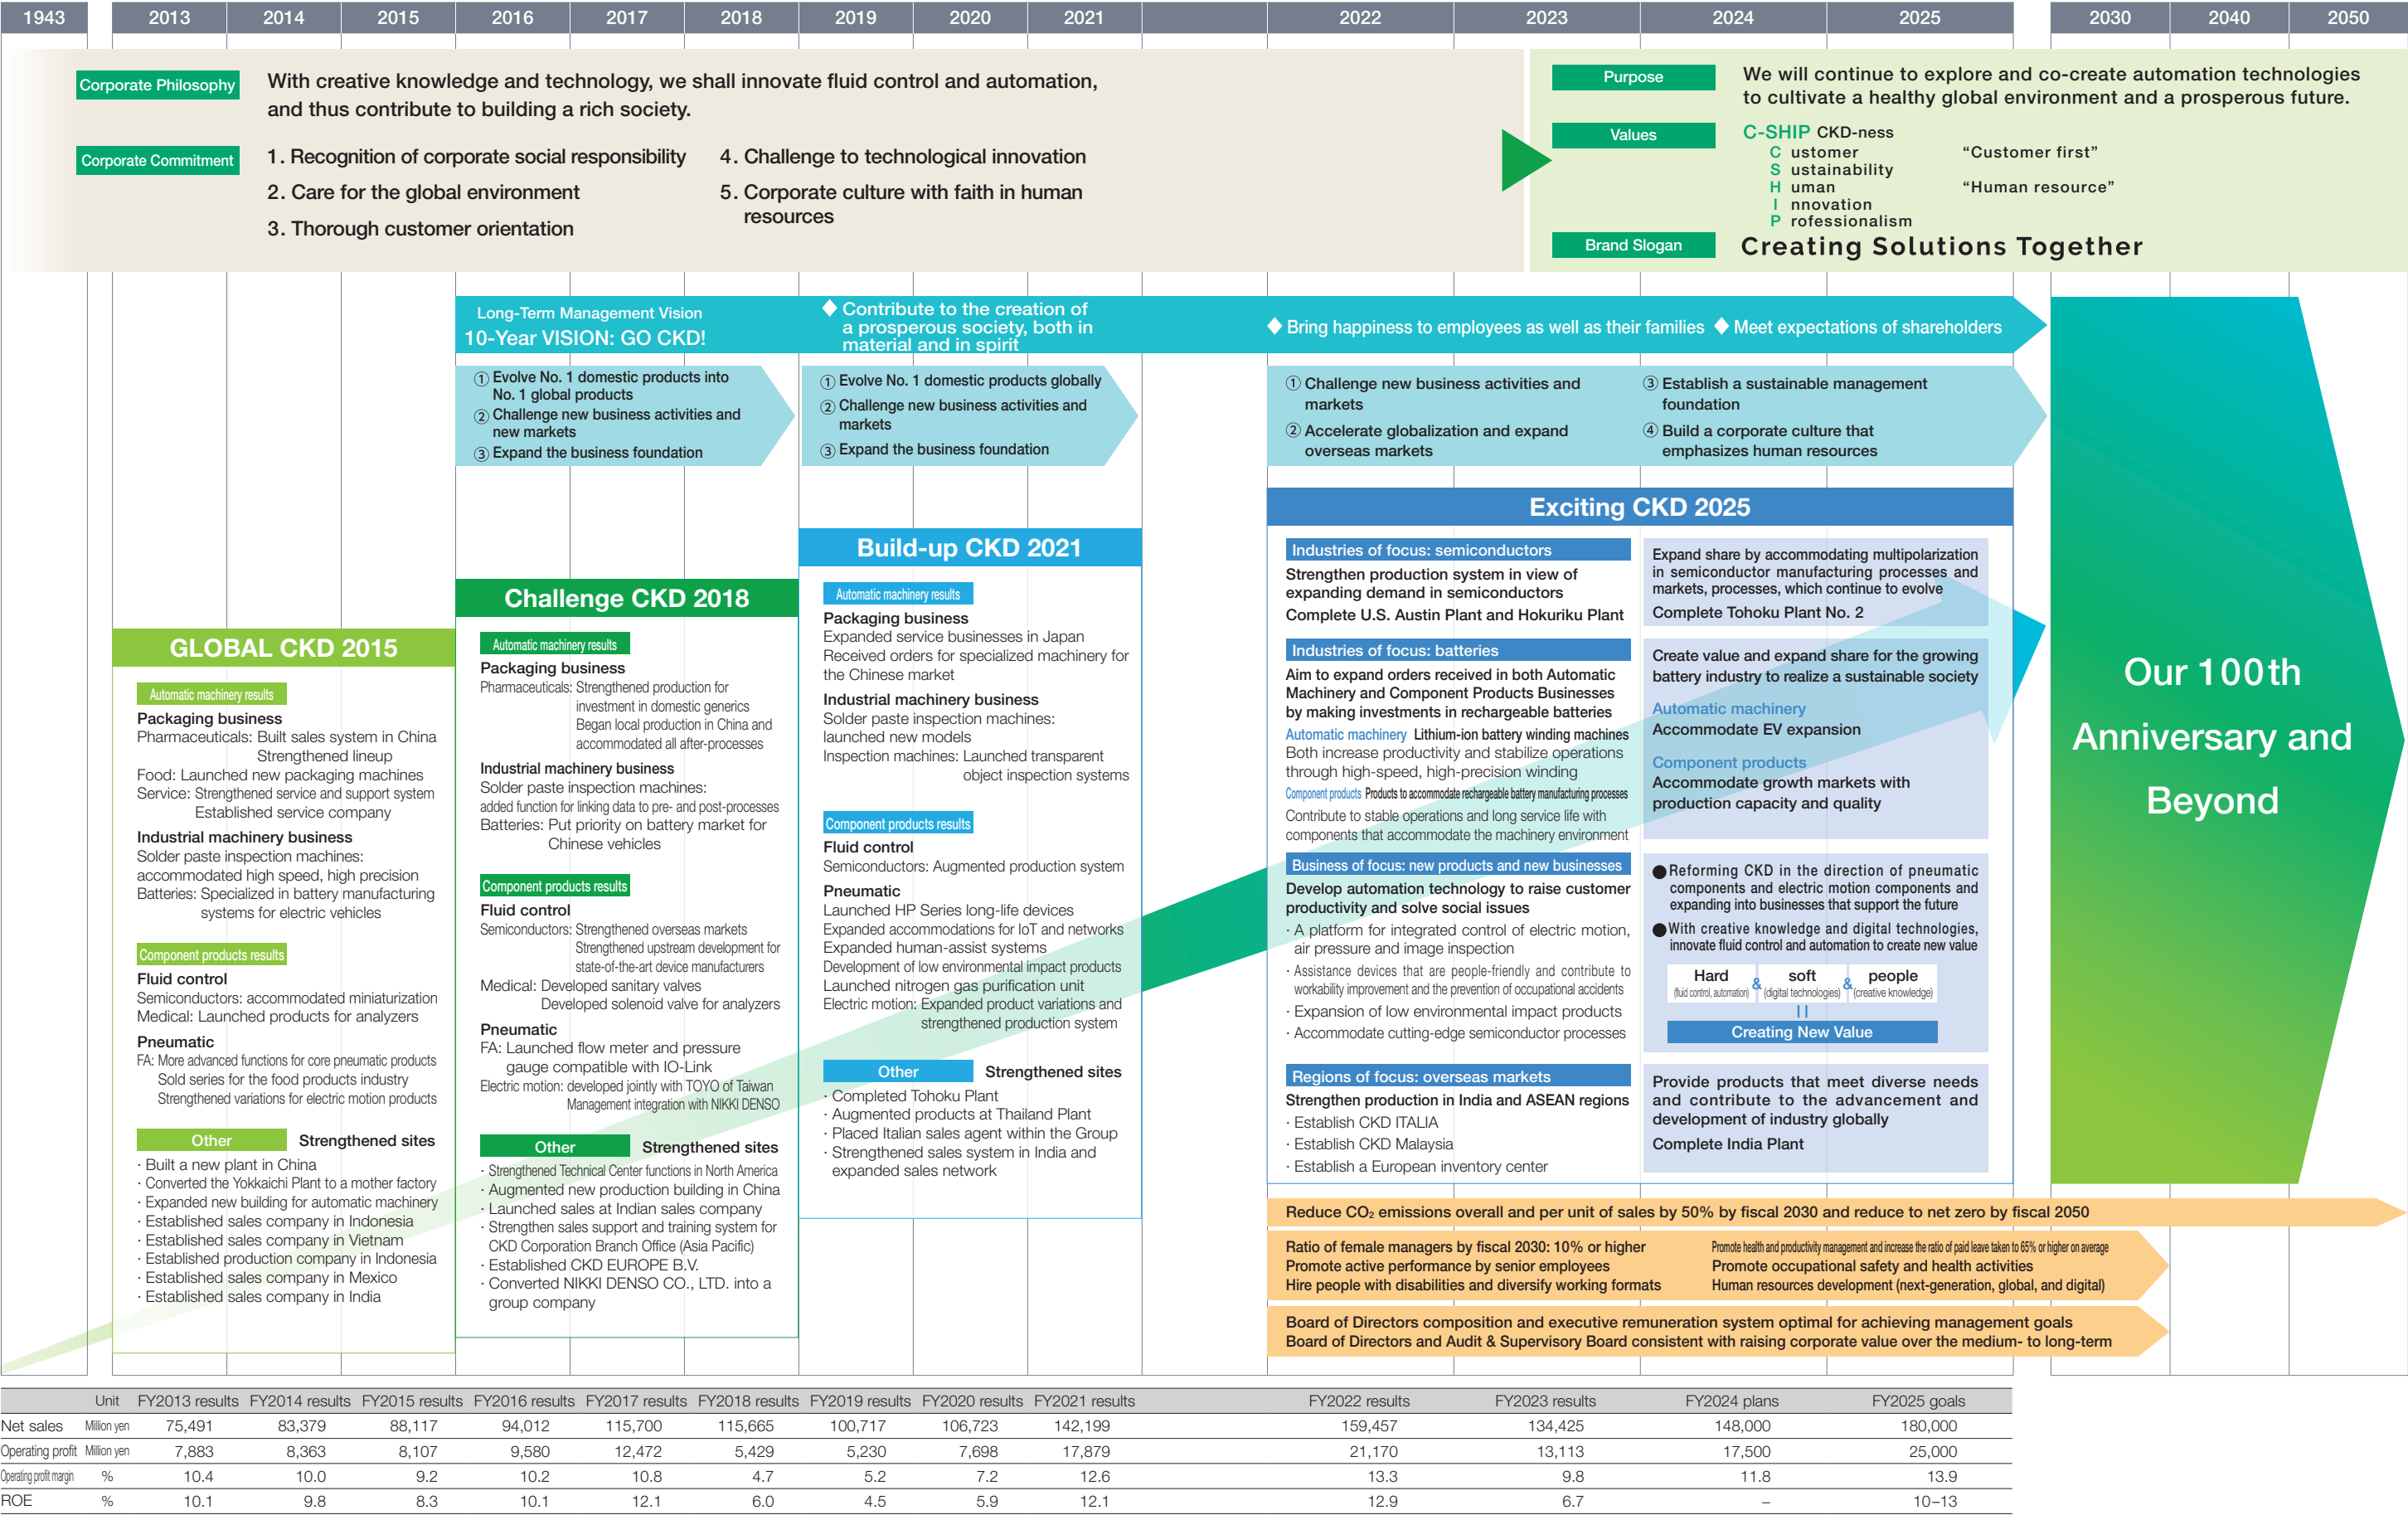 1943 2013 2014 2015 2016 2017 2018 2019 2020 2021 2022 2023 2024 2025 2030 2040 2050
Corporate Philosophy
With creative knowledge and technology, we shall innovate fluid control and automation,
and thus contribute to building a rich society.
Corporate Commitment
1. Recognition of corporate social responsibility
2. Care for the global environment
3. Thorough customer orientation
4. Challenge to technological innovation
5. Corporate culture with faith in human
resources
Purpose
We will continue to explore and co-create automation technologies
to cultivate a healthy global environment and a prosperous future.
Values
C-SHIP CKD-ness
C ustomer “Customer first”
S ustainability
H uman “Human resource”
I nnovation
P rofessionalism
Brand Slogan
Creating Solutions Together
Long-Term Management Vision
10-Year VISION: GO CKD!
◆ Contribute to the creation of
a prosperous society, both in
material and in spirit
◆ Bring happiness to employees as well as their families ◆ Meet expectations of shareholders
① Evolve No. 1 domestic products into
No. 1 global products
② Challenge new business activities and
new markets
③ Expand the business foundation
① Evolve No. 1 domestic products globally
② Challenge new business activities and
markets
③ Expand the business foundation
① Challenge new business activities and
markets
② Accelerate globalization and expand
overseas markets
③ Establish a sustainable management
foundation
④ Build a corporate culture that
emphasizes human resources
GLOBAL CKD 2015
Automatic machinery results
Packaging business
Pharmaceuticals: Built sales system in China
Strengthened lineup
Food: Launched new packaging machines
Service: Strengthened service and support system
Established service company
Industrial machinery business
Solder paste inspection machines:
accommodated high speed, high precision
Batteries: Specialized in battery manufacturing
systems for electric vehicles
Component products results
Fluid control
Semiconductors: accommodated miniaturization
Medical: Launched products for analyzers
Pneumatic
FA: More advanced functions for core pneumatic products
Sold series for the food products industry
Strengthened variations for electric motion products
Other Strengthened sites
· Built a new plant in China
· Converted the Yokkaichi Plant to a mother factory
· Expanded new building for automatic machinery
· Established sales company in Indonesia
· Established sales company in Vietnam
· Established production company in Indonesia
· Established sales company in Mexico
· Established sales company in India
Challenge CKD 2018
Automatic machinery results
Packaging business
Pharmaceuticals: Strengthened production for
investment in domestic generics
Began local production in China and
accommodated all after-processes
Industrial machinery business
Solder paste inspection machines:
added function for linking data to pre- and post-processes
Batteries: Put priority on battery market for
Chinese vehicles
Component products results
Fluid control
Semiconductors: Strengthened overseas markets
Strengthened upstream development for
state-of-the-art device manufacturers
Medical: Developed sanitary valves
Developed solenoid valve for analyzers
Pneumatic
FA: Launched flow meter and pressure
gauge compatible with IO-Link
Electric motion: developed jointly with TOYO of Taiwan
Management integration with NIKKI DENSO
Other Strengthened sites
· Strengthened Technical Center functions in North America
· Augmented new production building in China
· Launched sales at Indian sales company
· Strengthen sales support and training system for
CKD Corporation Branch Office (Asia Pacific)
· Established CKD EUROPE B.V.
· Converted NIKKI DENSO CO., LTD. into a
group company
Build-up CKD 2021
Automatic machinery results
Packaging business
Expanded service businesses in Japan
Received orders for specialized machinery for
the Chinese market
Industrial machinery business
Solder paste inspection machines:
launched new models
Inspection machines: Launched transparent
object inspection systems
Component products results
Fluid control
Semiconductors: Augmented production system
Pneumatic
Launched HP Series long-life devices
Expanded accommodations for IoT and networks
Expanded human-assist systems
Development of low environmental impact products
Launched nitrogen gas purification unit
Electric motion: Expanded product variations and
strengthened production system
Other Strengthened sites
· Completed Tohoku Plant
· Augmented products at Thailand Plant
· Placed Italian sales agent within the Group
· Strengthened sales system in India and
expanded sales network
Exciting CKD 2025
Industries of focus: semiconductors
Strengthen production system in view of
expanding demand in semiconductors
Complete U.S. Austin Plant and Hokuriku Plant
Industries of focus: batteries
Aim to expand orders received in both Automatic
Machinery and Component Products Businesses
by making investments in rechargeable batteries
Automatic machinery Lithium-ion battery winding machines
Both increase productivity and stabilize operations
through high-speed, high-precision winding
Component products Products to accommodate rechargeable battery manufacturing processes
Contribute to stable operations and long service life with
components that accommodate the machinery environment
Business of focus: new products and new businesses
Develop automation technology to raise customer
productivity and solve social issues
· A platform for integrated control of electric motion,
air pressure and image inspection
· Assistance devices that are people-friendly and contribute to
workability improvement and the prevention of occupational accidents
· Expansion of low environmental impact products
· Accommodate cutting-edge semiconductor processes
Regions of focus: overseas markets
Strengthen production in India and ASEAN regions
· Establish CKD ITALIA
· Establish CKD Malaysia
· Establish a European inventory center
Expand share by accommodating multipolarization
in semiconductor manufacturing processes and
markets, processes, which continue to evolve
Complete Tohoku Plant No. 2
Create value and expand share for the growing
battery industry to realize a sustainable society
Automatic machinery
Accommodate EV expansion
Component products
Accommodate growth markets with
production capacity and quality
● Reforming CKD in the direction of pneumatic
components and electric motion components and
expanding into businesses that support the future
● With creative knowledge and digital technologies,
innovate fluid control and automation to create new value
Hard & soft & people
(fluid control, automation) (digital technologies) (creative knowledge)
Creating New Value
Provide products that meet diverse needs
and contribute to the advancement and
development of industry globally
Complete India Plant
Our 100th
Anniversary and
Beyond
Reduce CO₂ emissions overall and per unit of sales by 50% by fiscal 2030 and reduce to net zero by fiscal 2050
Ratio of female managers by fiscal 2030: 10% or higher
Promote active performance by senior employees
Hire people with disabilities and diversify working formats
Promote health and productivity management and increase the ratio of paid leave taken to 65% or higher on average
Promote occupational safety and health activities
Human resources development (next-generation, global, and digital)
Board of Directors composition and executive remuneration system optimal for achieving management goals
Board of Directors and Audit & Supervisory Board consistent with raising corporate value over the medium- to long-term
Unit FY2013 results FY2014 results FY2015 results FY2016 results FY2017 results FY2018 results FY2019 results FY2020 results FY2021 results FY2022 results FY2023 results FY2024 plans FY2025 goals
Net sales Million yen 75,491 83,379 88,117 94,012 115,700 115,665 100,717 106,723 142,199 159,457 134,425 148,000 180,000
Operating profit Million yen 7,883 8,363 8,107 9,580 12,472 5,429 5,230 7,698 17,879 21,170 13,113 17,500 25,000
Operating profit margin % 10.4 10.0 9.2 10.2 10.8 4.7 5.2 7.2 12.6 13.3 9.8 11.8 13.9
ROE % 10.1 9.8 8.3 10.1 12.1 6.0 4.5 5.9 12.1 12.9 6.7 – 10–13